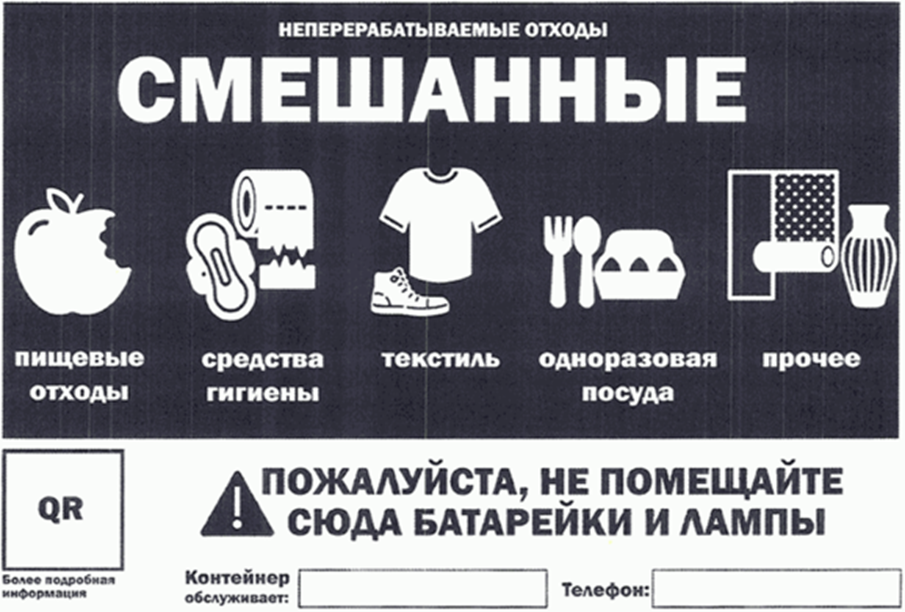 НЕПЕРЕРАБАТЫВАЕМЫЕ ОТХОДЫ
СМЕШАННЫЕ
пищевые отходы
средства гигиены
текстиль
одноразовая посуда
прочее
QR
Более подробная информация
ПОЖАЛУЙСТА, НЕ ПОМЕЩАЙТЕ
СЮДА БАТАРЕЙКИ И ЛАМПЫ
Контейнер обслуживает:
Телефон: